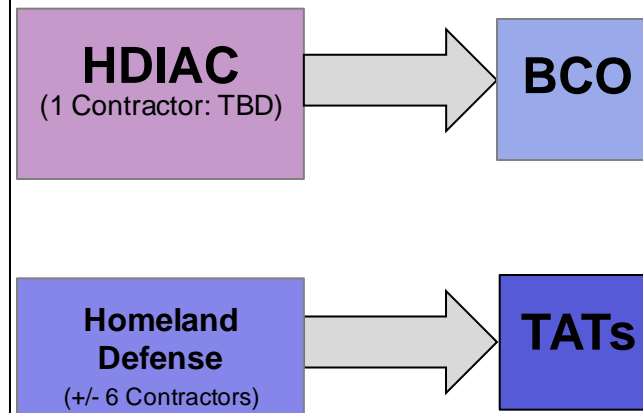 HDIAC
(1 Contractor: TBD)
BCO
Homeland
Defense
(+/- 6 Contractors)
TATs